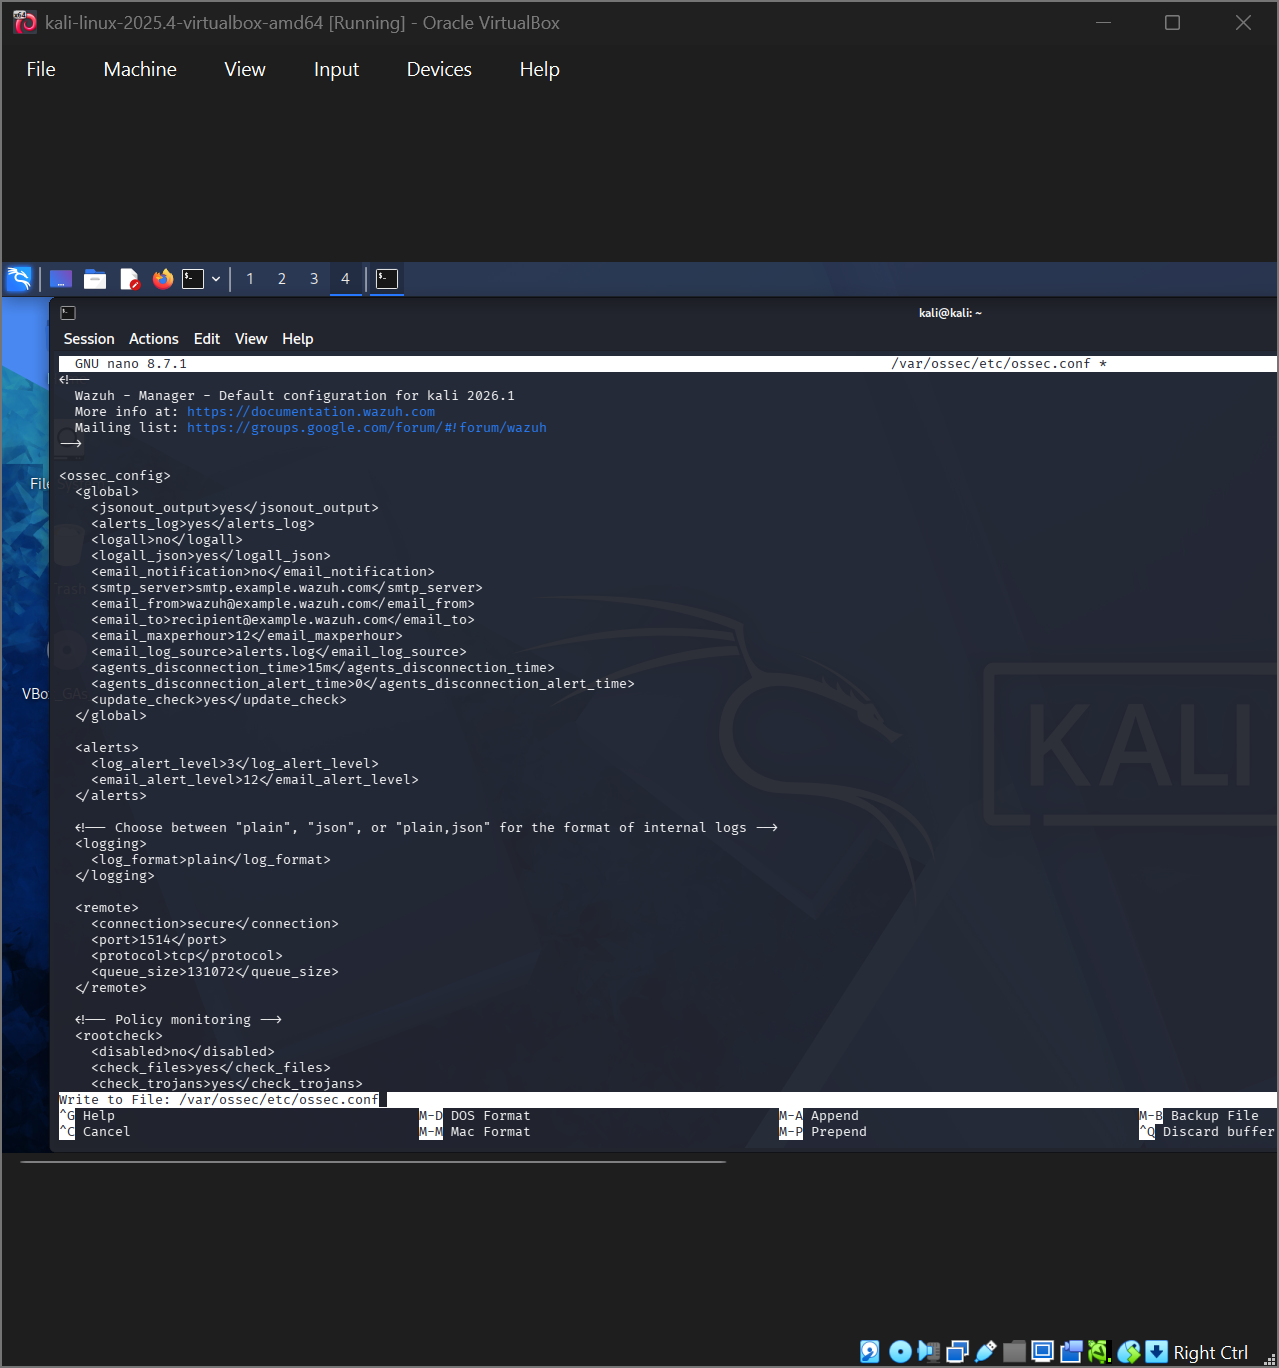 kali-linux-2025.4-virtualbox-amd64 [Running] - Oracle VirtualBox
File Machine View Input Devices Help
1 2 3 4
kali@kali: ~
Session Actions Edit View Help
GNU nano 8.7.1 /var/ossec/etc/ossec.conf *
<!--
Wazuh - Manager - Default configuration for kali 2026.1
More info at: https://documentation.wazuh.com
Mailing list: https://groups.google.com/forum/#!forum/wazuh
-->
<ossec_config>
<global>
<jsonout_output>yes</jsonout_output>
<alerts_log>yes</alerts_log>
<logall>no</logall>
<logall_json>yes</logall_json>
<email_notification>no</email_notification>
<smtp_server>smtp.example.wazuh.com</smtp_server>
<email_from>wazuh@example.wazuh.com</email_from>
<email_to>recipient@example.wazuh.com</email_to>
<email_maxperhour>12</email_maxperhour>
<email_log_source>alerts.log</email_log_source>
<agents_disconnection_time>15m</agents_disconnection_time>
<agents_disconnection_alert_time>0</agents_disconnection_alert_time>
<update_check>yes</update_check>
</global>
<alerts>
<log_alert_level>3</log_alert_level>
<email_alert_level>12</email_alert_level>
</alerts>
<!-- Choose between "plain", "json", or "plain,json" for the format of internal logs -->
<logging>
<log_format>plain</log_format>
</logging>
<remote>
<connection>secure</connection>
<port>1514</port>
<protocol>tcp</protocol>
<queue_size>131072</queue_size>
</remote>
<!-- Policy monitoring -->
<rootcheck>
<disabled>no</disabled>
<check_files>yes</check_files>
<check_trojans>yes</check_trojans>
Write to File: /var/ossec/etc/ossec.conf
^G Help M-D DOS Format M-A Append M-B Backup File
^C Cancel M-M Mac Format M-P Prepend ^Q Discard buffer
File
Trash
VBox_GAs
KALI
Right Ctrl